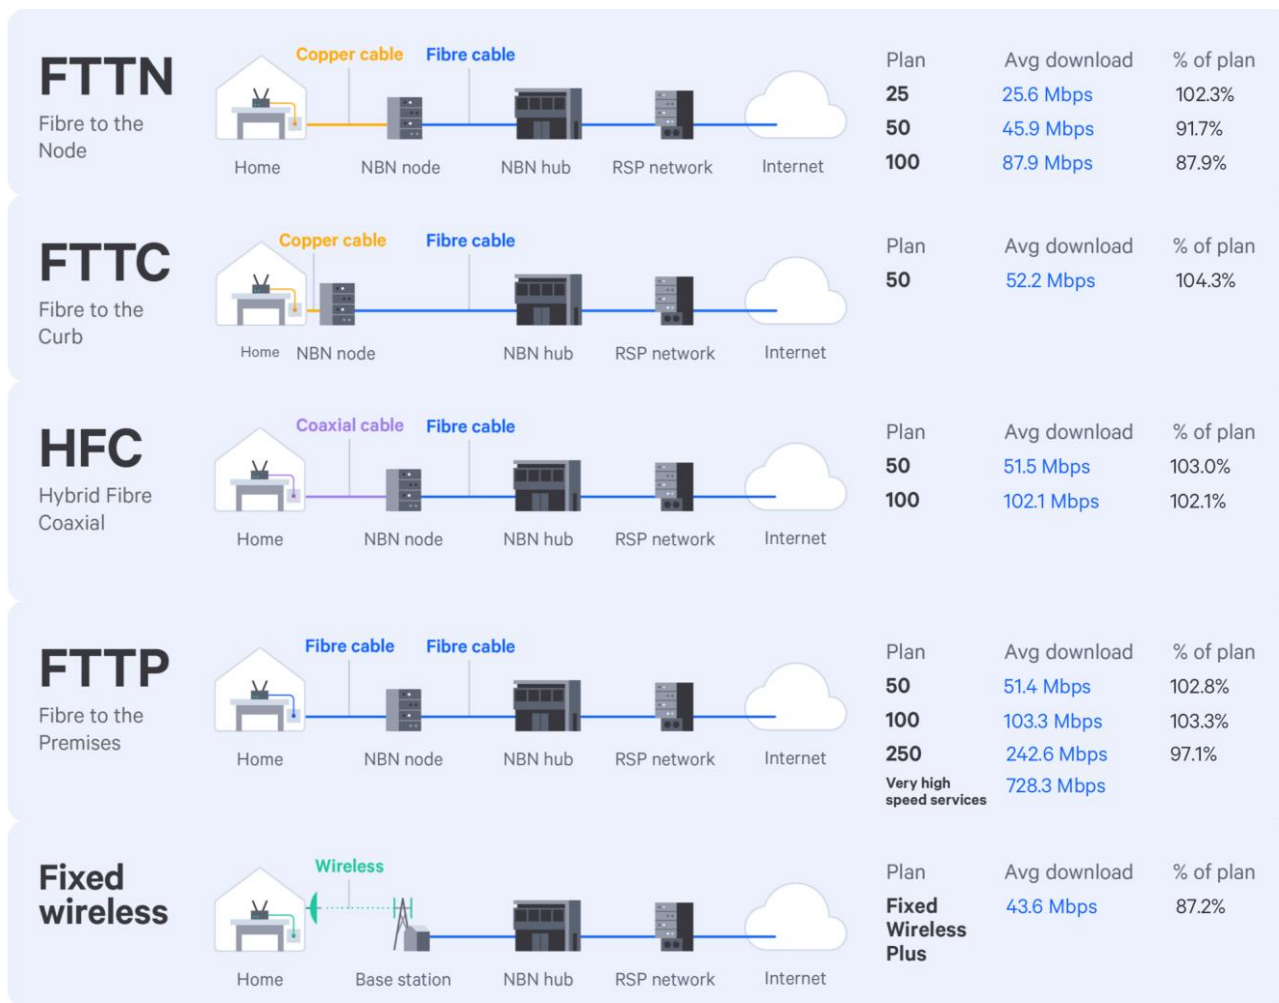 FTTN
Fibre to the
Node
Copper cable Fibre cable
Home NBN node NBN hub RSP network Internet
Plan Avg download % of plan
25 25.6 Mbps 102.3%
50 45.9 Mbps 91.7%
100 87.9 Mbps 87.9%
FTTC
Fibre to the
Curb
Copper cable Fibre cable
Home NBN node NBN hub RSP network Internet
Plan Avg download % of plan
50 52.2 Mbps 104.3%
HFC
Hybrid Fibre
Coaxial
Coaxial cable Fibre cable
Home NBN node NBN hub RSP network Internet
Plan Avg download % of plan
50 51.5 Mbps 103.0%
100 102.1 Mbps 102.1%
FTTP
Fibre to the
Premises
Fibre cable Fibre cable
Home NBN node NBN hub RSP network Internet
Plan Avg download % of plan
50 51.4 Mbps 102.8%
100 103.3 Mbps 103.3%
250 242.6 Mbps 97.1%
Very high
speed services 728.3 Mbps
Fixed
wireless
Wireless
Home Base station NBN hub RSP network Internet
Plan Avg download % of plan
Fixed 43.6 Mbps 87.2%
Wireless
Plus